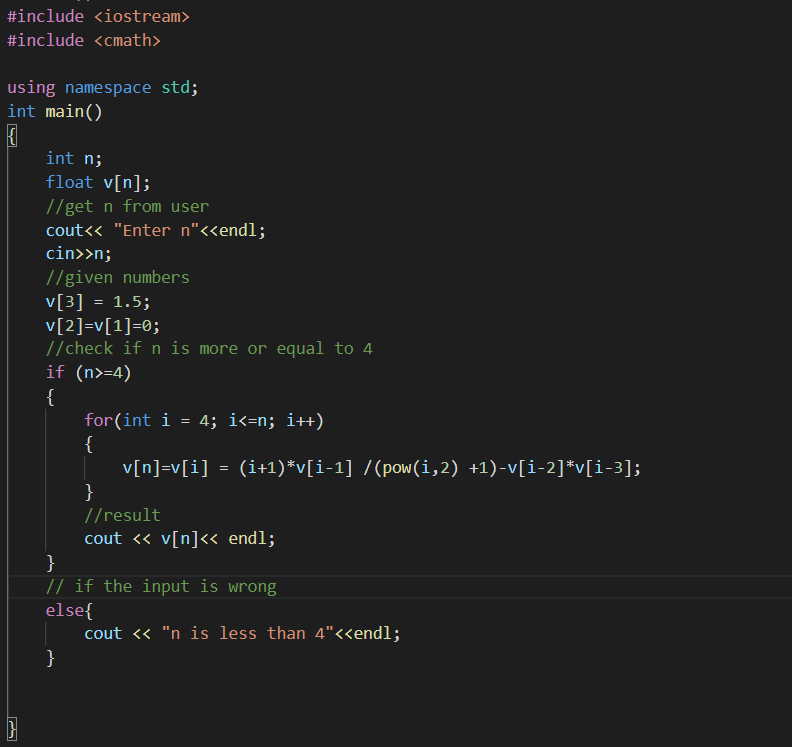 #include <iostream>
#include <cmath>
using namespace std;
int main()
{
int n;
float v[n];
//get n from user
cout<< "Enter n"<<endl;
cin>>n;
//given numbers
v[3] = 1.5;
v[2]=v[1]=0;
//check if n is more or equal to 4
if (n>=4)
{
for(int i = 4; i<=n; i++)
{
v[n]=v[i] = (i+1)*v[i-1] /(pow(i,2) +1)-v[i-2]*v[i-3];
}
//result
cout << v[n]<< endl;
}
// if the input is wrong
else{
cout << "n is less than 4"<<endl;
}
}